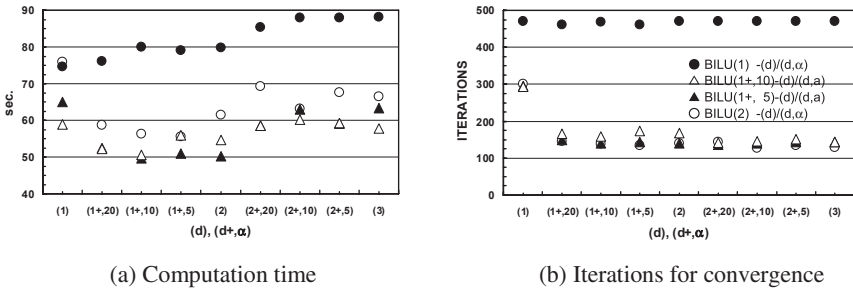 90
80
70
60
50
40
sec.
(1) (1+,20) (1+,10) (1+,5) (2) (2+,20) (2+,10) (2+,5) (3)
(d), (d+,α)
(a) Computation time
500
400
300
200
100
0
ITERATIONS
BILU(1) -(d)/(d,α)
BILU(1+,10)-(d)/(d,a)
BILU(1+, 5)-(d)/(d,a)
BILU(2) -(d)/(d,α)
(1) (1+,20) (1+,10) (1+,5) (2) (2+,20) (2+,10) (2+,5) (3)
(d), (d+,α)
(b) Iterations for convergence